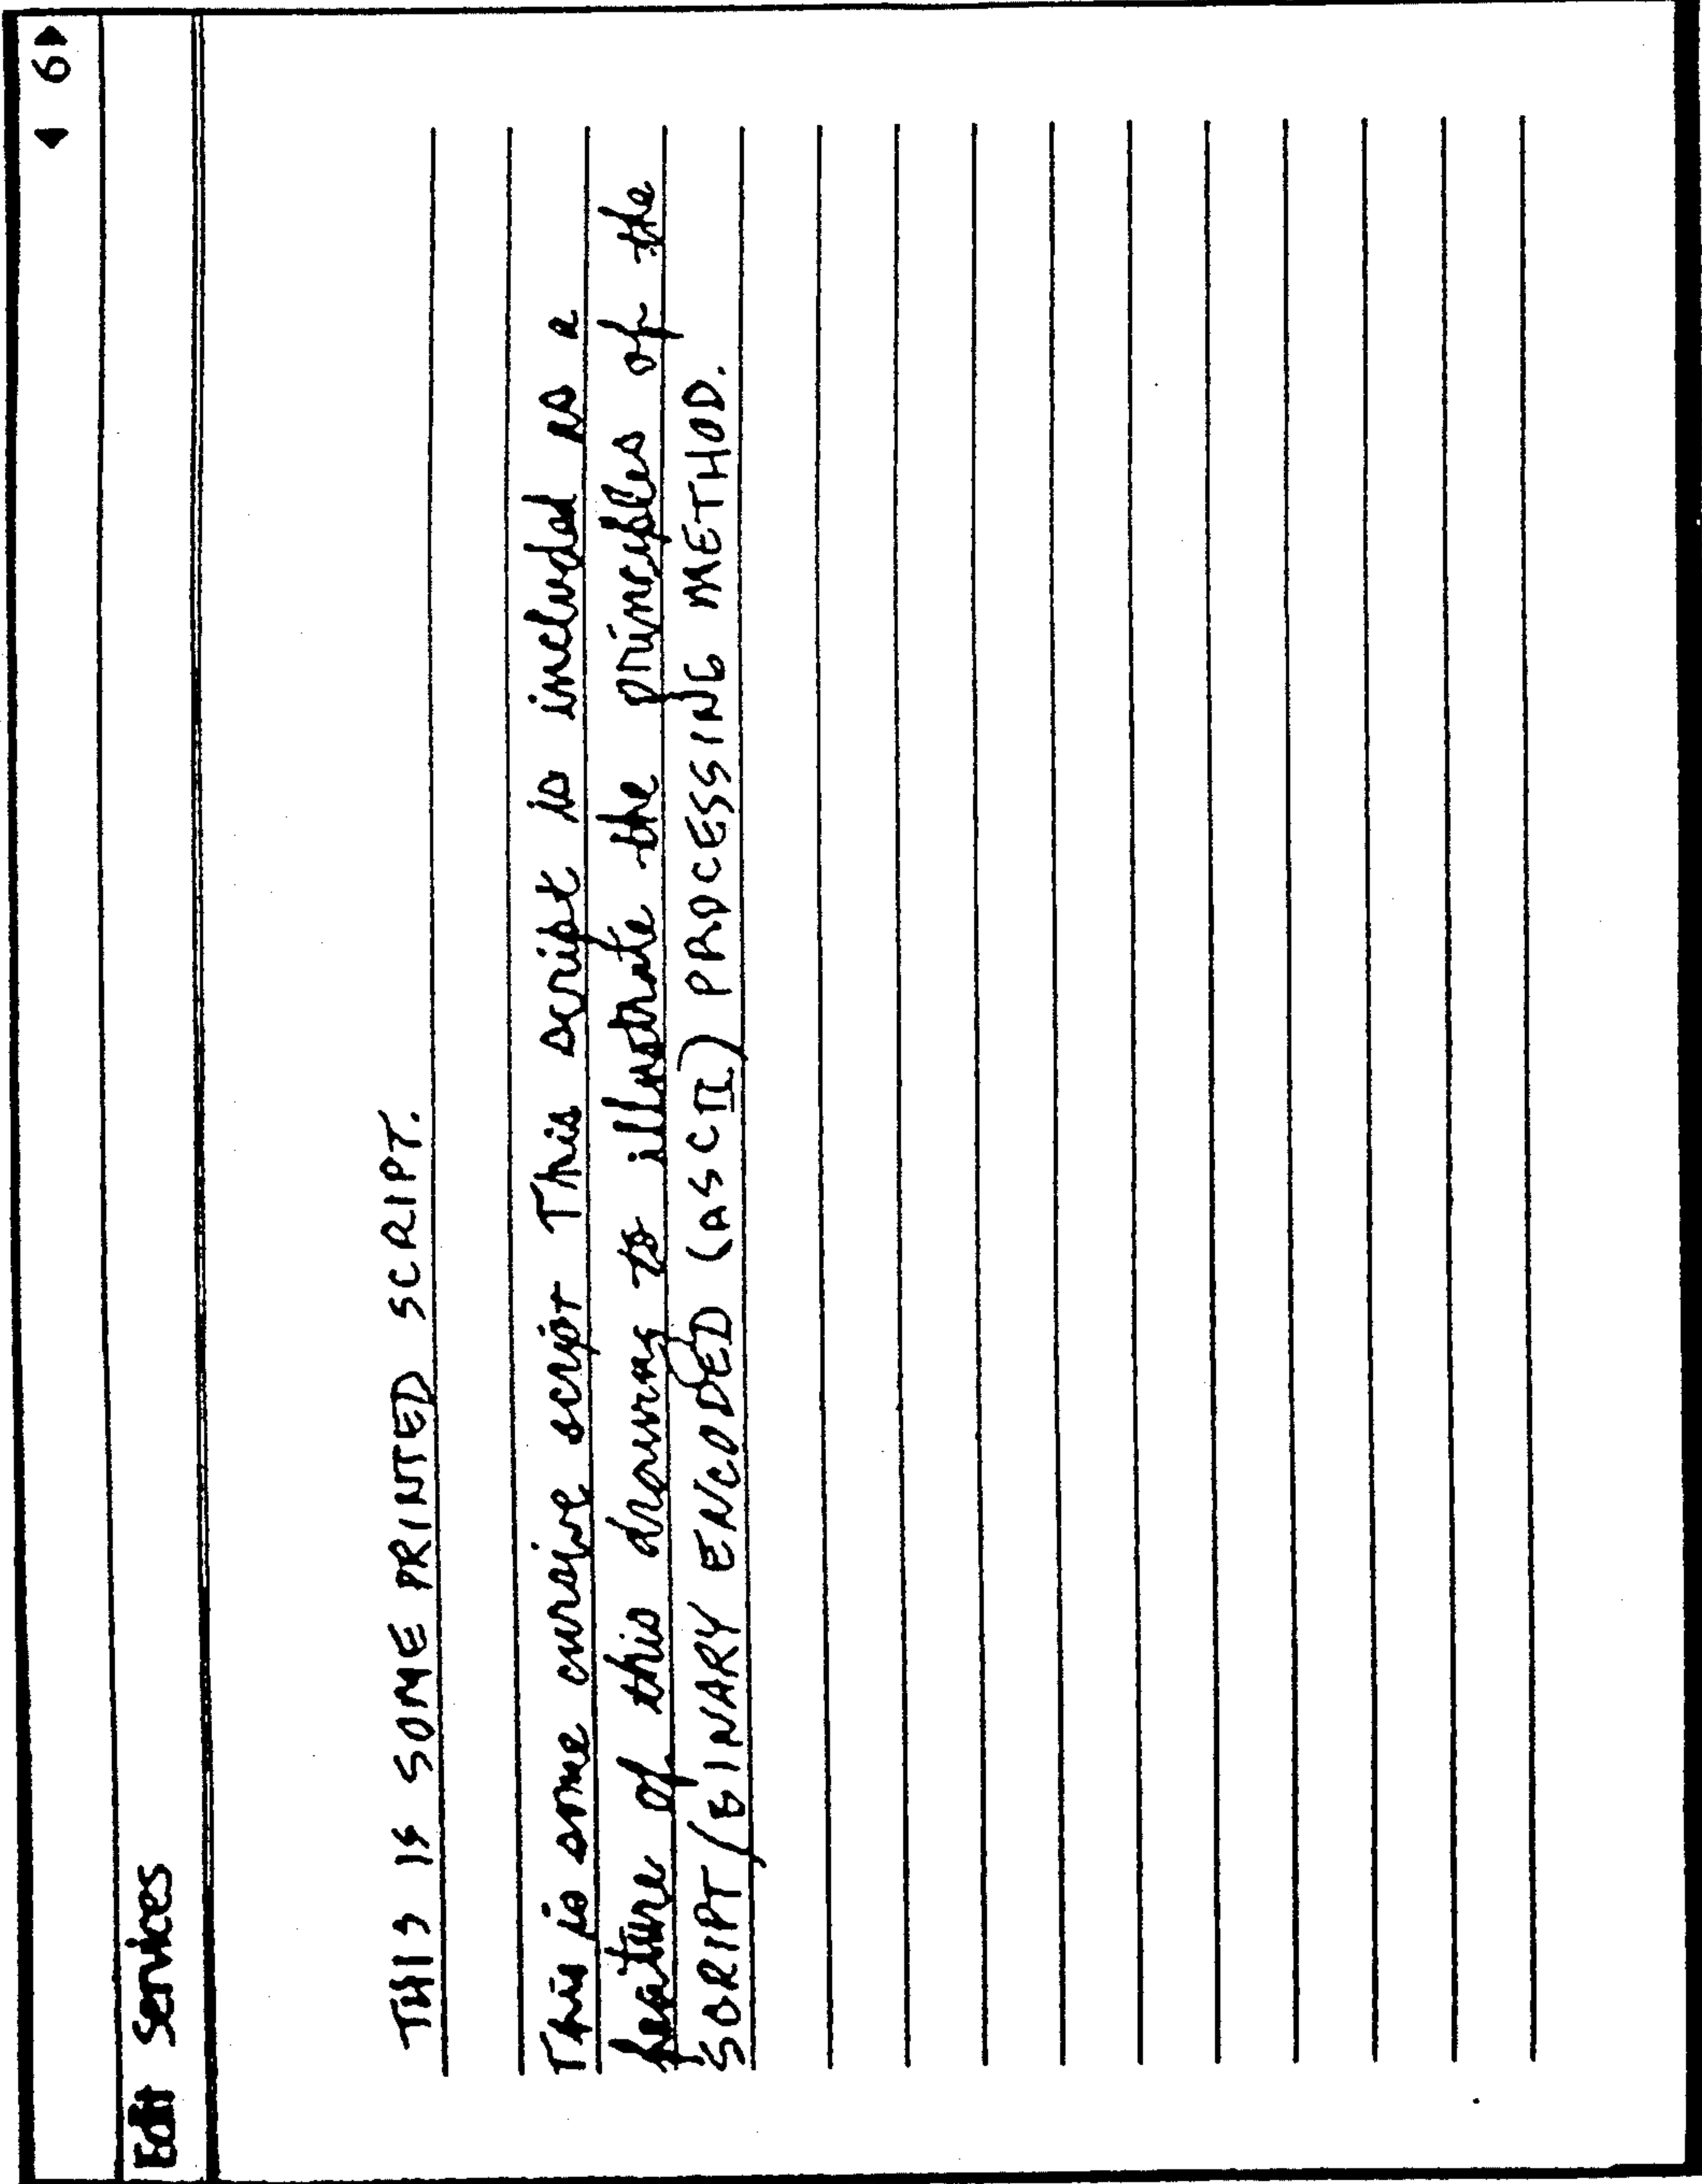 ◀ 6 ▶
Edit Services
THIS IS SOME PRINTED SCRIPT.
This is some cursive script This script is included as a
feature of this drawing to illustrate the principles of the
SCRIPT/BINARY ENCODED (ASCII) PROCESSING METHOD.